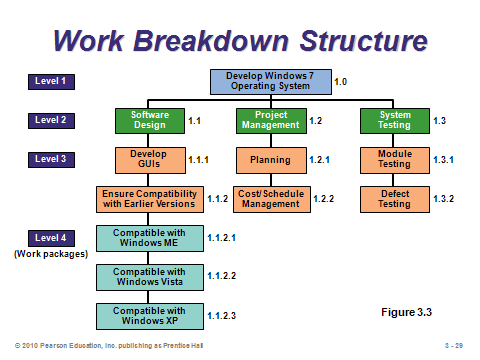 Work Breakdown Structure
Level 1
Develop Windows 7
Operating System
1.0
Level 2
Software
Design
1.1
Project
Management
1.2
System
Testing
1.3
Level 3
Develop
GUIs
1.1.1
Planning
1.2.1
Module
Testing
1.3.1
Ensure Compatibility
with Earlier Versions
1.1.2
Cost/Schedule
Management
1.2.2
Defect
Testing
1.3.2
Level 4
(Work packages)
Compatible with
Windows ME
1.1.2.1
Compatible with
Windows Vista
1.1.2.2
Compatible with
Windows XP
1.1.2.3
Figure 3.3
© 2010 Pearson Education, Inc. publishing as Prentice Hall
3 - 29